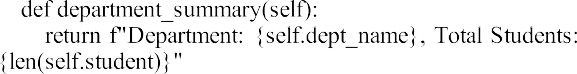 def department_summary(self):
return f"Department: {self.dept_name}, Total Students:
{len(self.student)}"